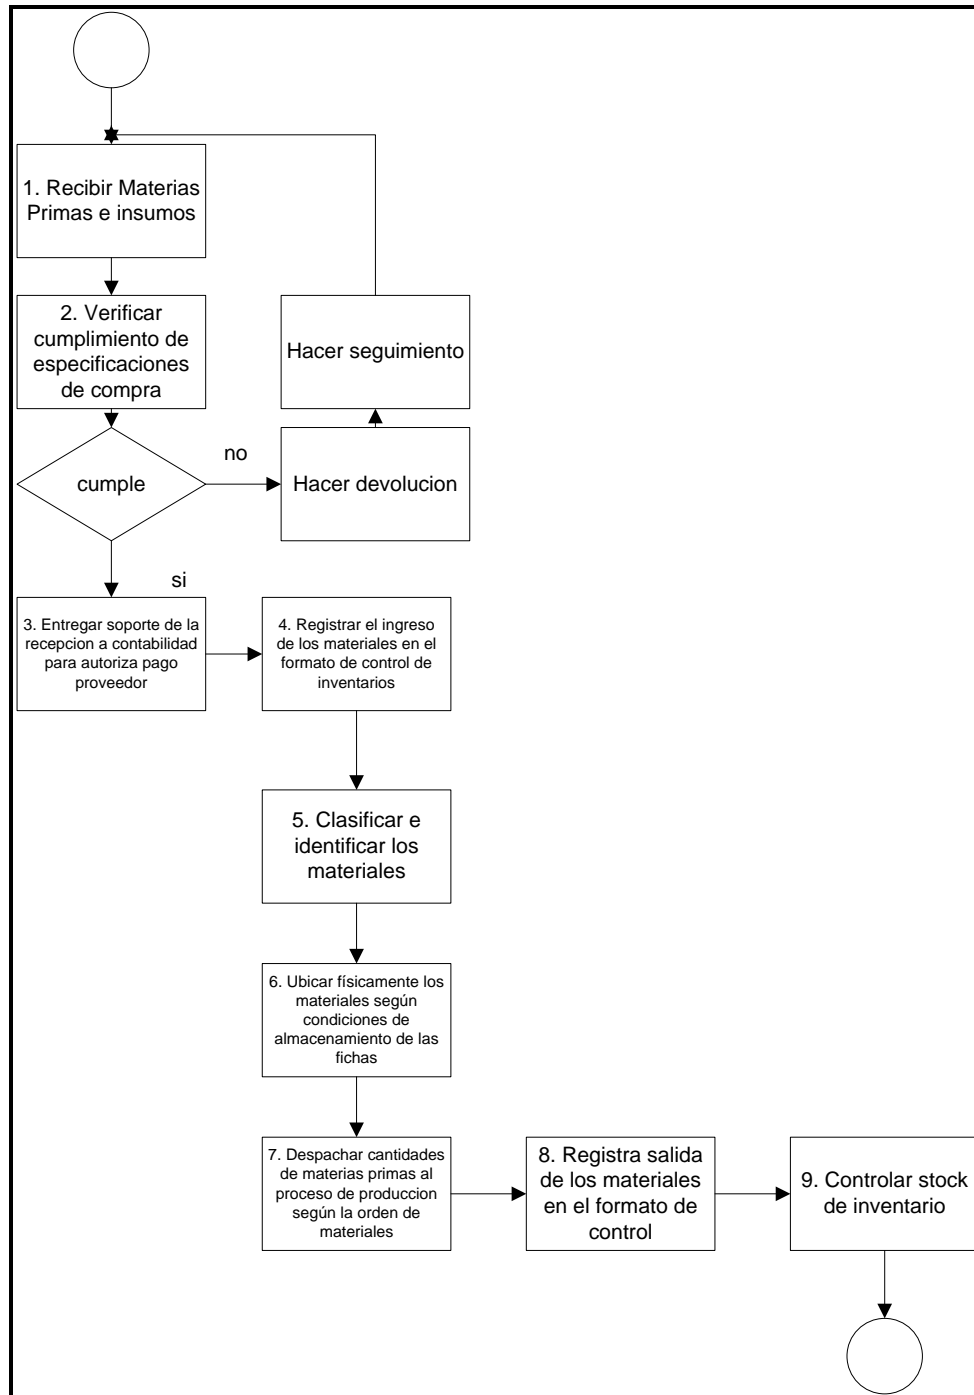 1. Recibir Materias
Primas e insumos
2. Verificar
cumplimiento de
especificaciones
de compra
Hacer seguimiento
cumple
no
Hacer devolucion
si
3. Entregar soporte de la
recepcion a contabilidad
para autoriza pago
proveedor
4. Registrar el ingreso
de los materiales en el
formato de control de
inventarios
5. Clasificar e
identificar los
materiales
6. Ubicar físicamente los
materiales según
condiciones de
almacenamiento de las
fichas
7. Despachar cantidades
de materias primas al
proceso de produccion
según la orden de
materiales
8. Registra salida
de los materiales
en el formato de
control
9. Controlar stock
de inventario